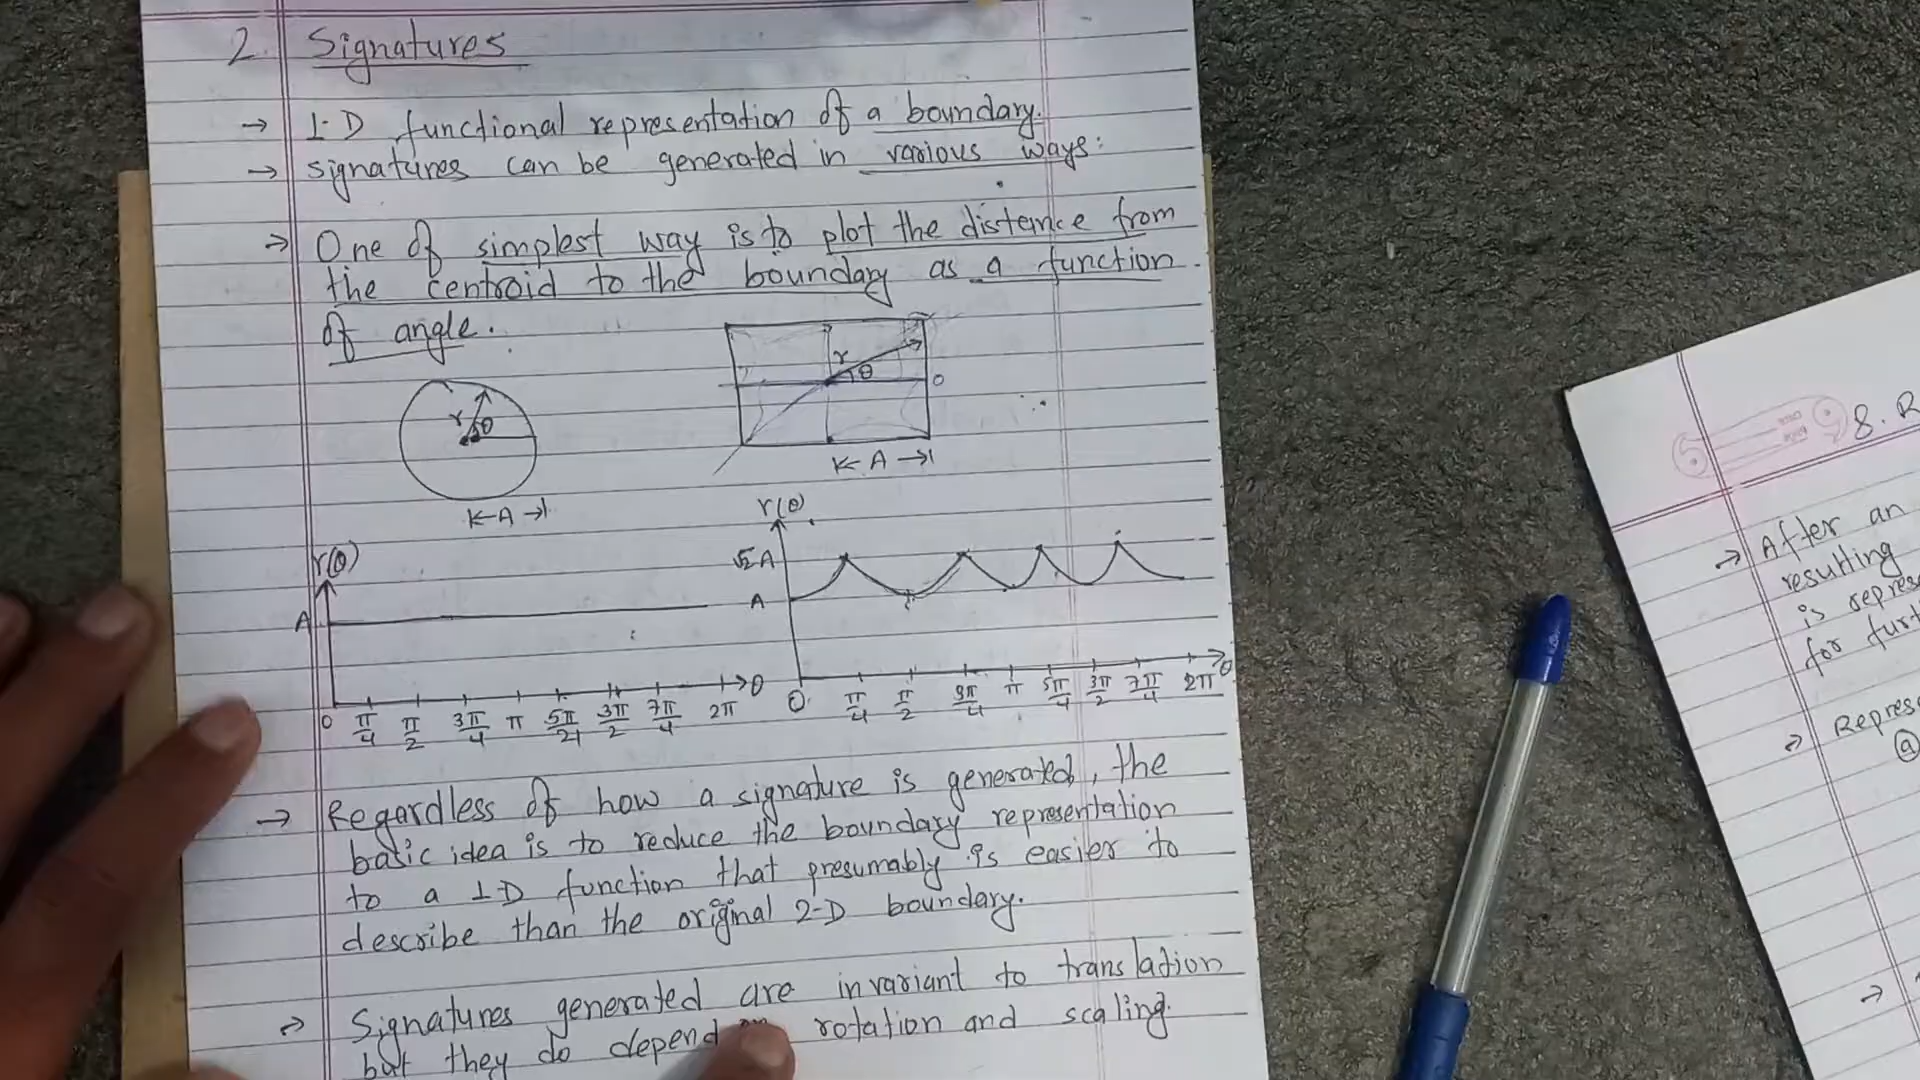 2. Signatures
→ 1-D functional representation of a boundary.
→ signatures can be generated in various ways:
→ One of simplest way is to plot the distance from
the centroid to the boundary as a function
of angle.
r θ
r θ 0
K A →|
K A →|
r(θ)
A
0 π/4 π/2 3π/4 π 5π/4 3π/2 7π/4 2π θ
r(θ)
√2 A
A
0 π/4 π/2 3π/4 π 5π/4 3π/2 7π/4 2π θ
→ Regardless of how a signature is generated, the
basic idea is to reduce the boundary representation
to a 1-D function that presumably is easier to
describe than the original 2-D boundary.
→ Signatures generated are invariant to translation
but they do depend rotation and scaling.
8. R
→ After an
resulting
is repres
for furt
→ Repres
ⓐ
→